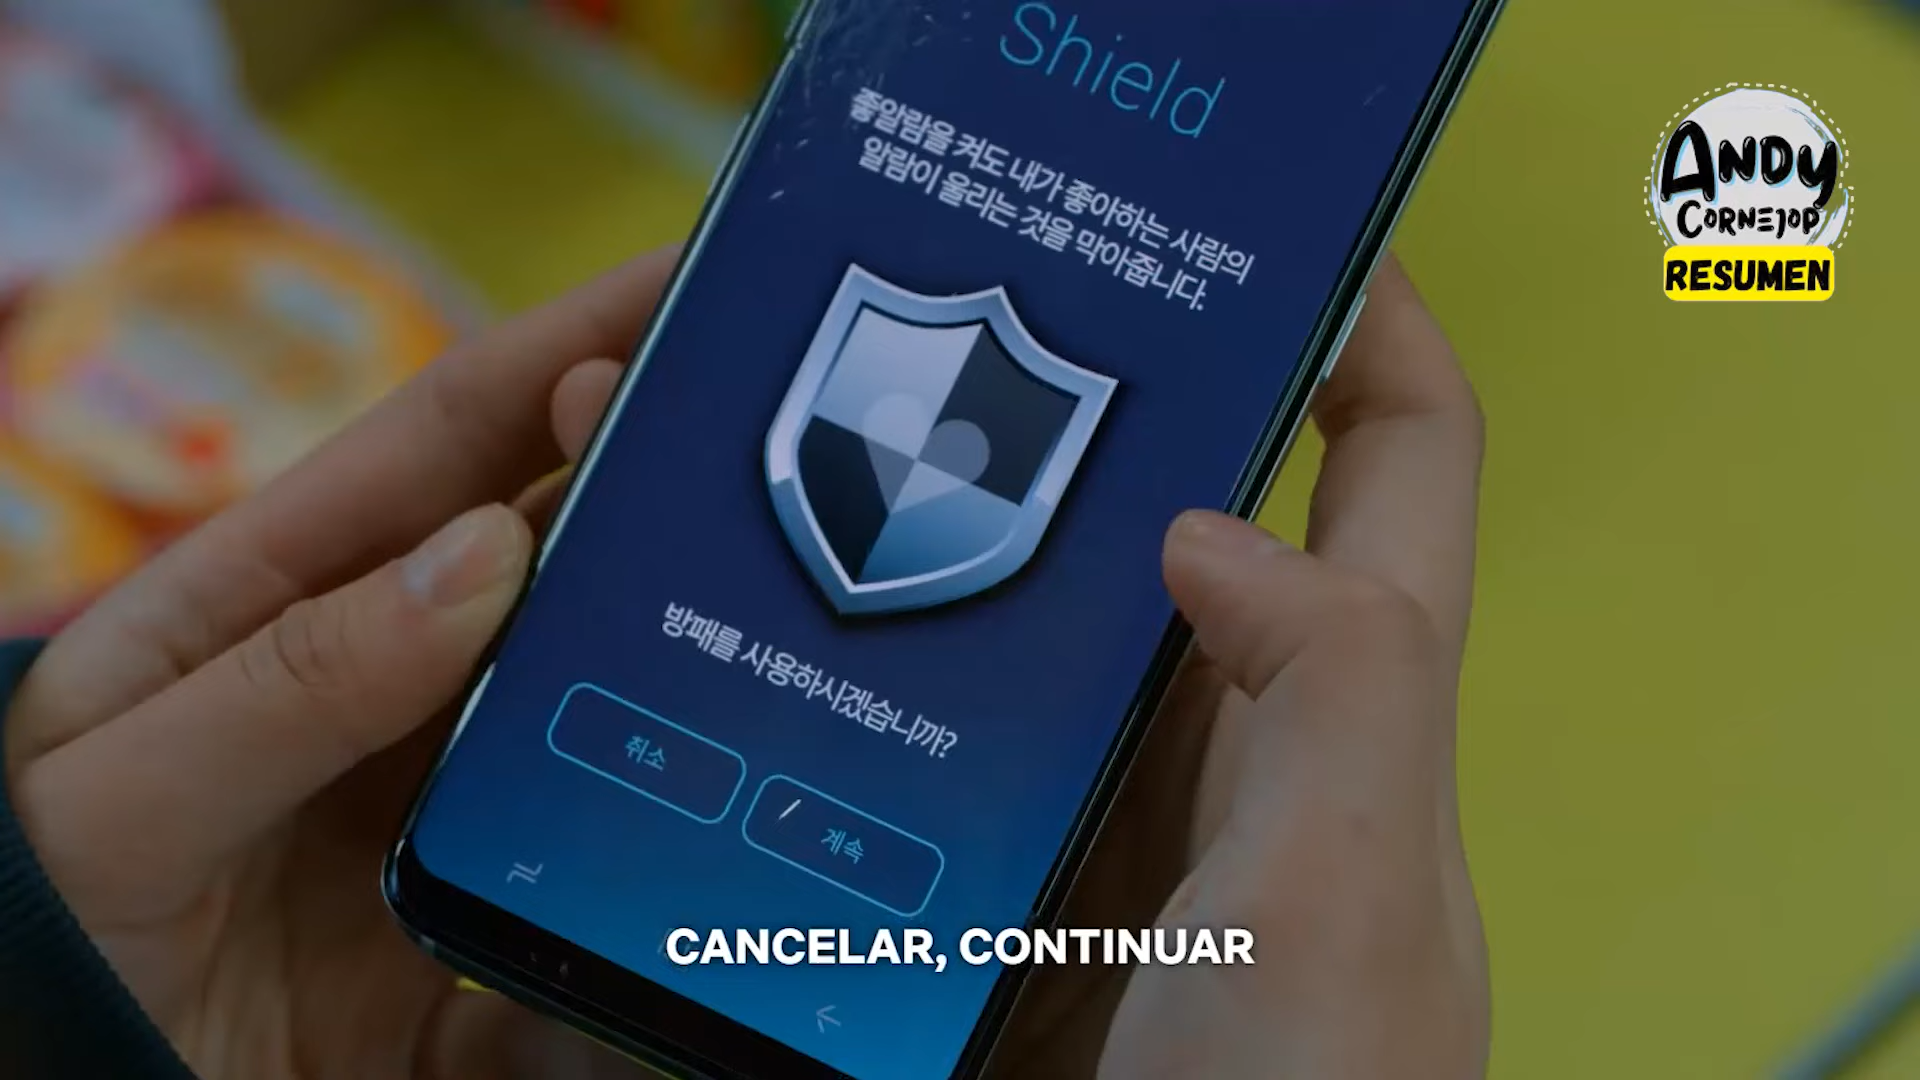 Shield
좋알람을 켜도 내가 좋아하는 사람의
알람이 울리는 것을 막아줍니다.
방패를 사용하시겠습니까?
취소
계속
CANCELAR, CONTINUAR
ANDY
CORNEJOP
RESUMEN